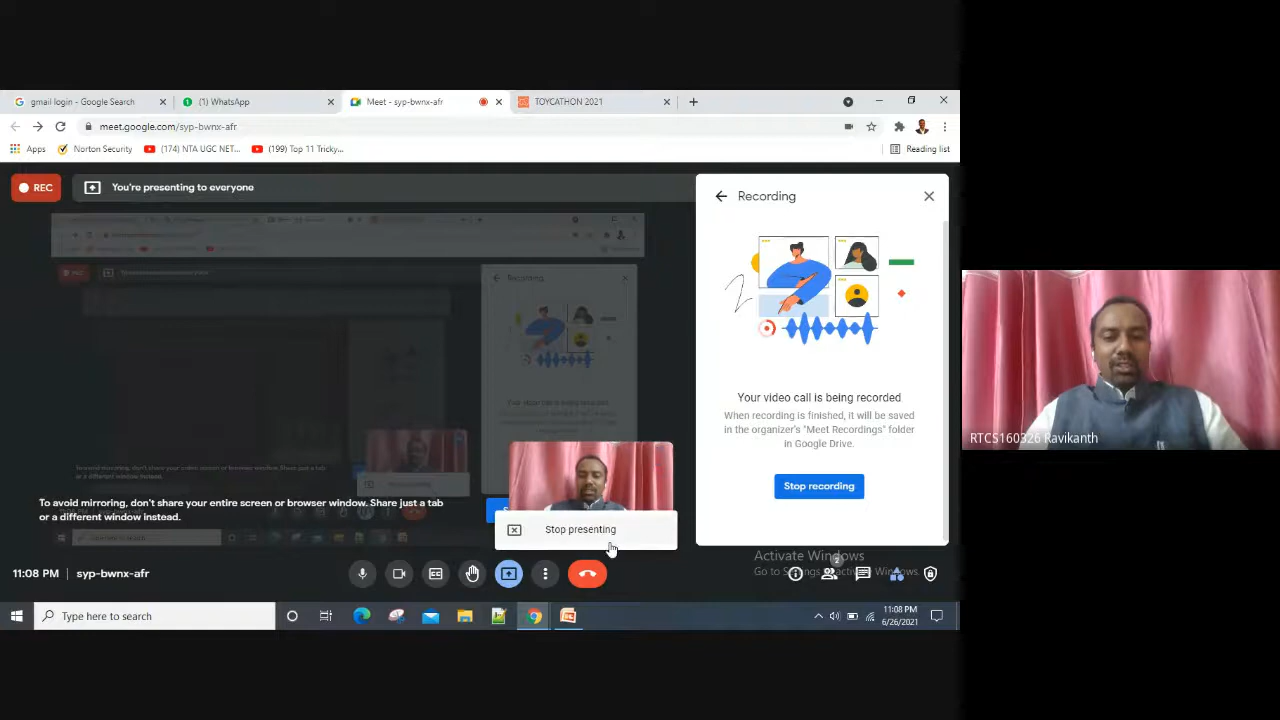 gmail login - Google Search
(1) WhatsApp
Meet - syp-bwnx-afr
TOYCATHON 2021
meet.google.com/syp-bwnx-afr
Apps
Norton Security
(174) NTA UGC NET...
(199) Top 11 Tricky...
Reading list
REC
You're presenting to everyone
Recording
Your video call is being recorded
When recording is finished, it will be saved
in the organizer's "Meet Recordings" folder
in Google Drive.
Stop recording
RTCS160326 Ravikanth
To avoid mirroring, don't share your entire screen or browser window. Share just a tab
or a different window instead.
Stop presenting
Activate Windows
Go to Windows.
11:08 PM | syp-bwnx-afr
2
Type here to search
11:08 PM
6/26/2021